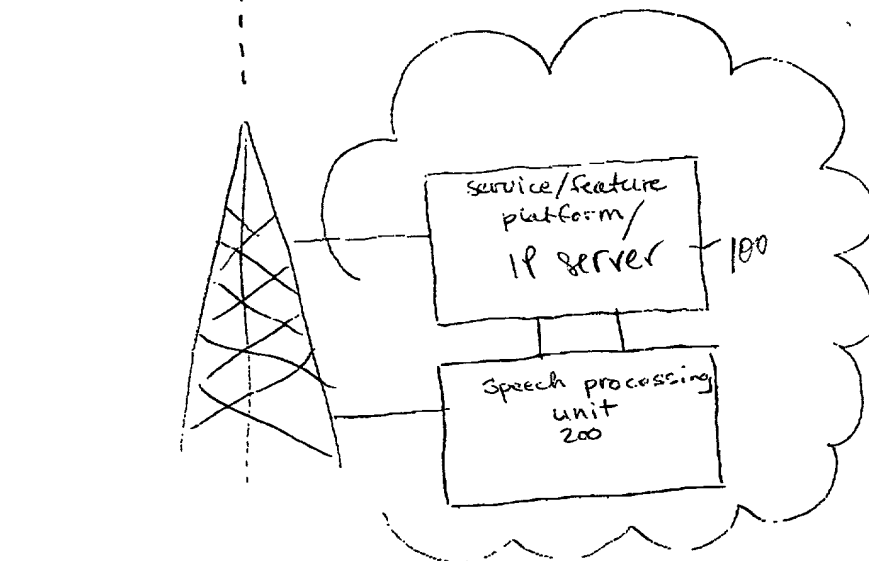 service/feature
platform/
IP server
100
speech processing
unit
200